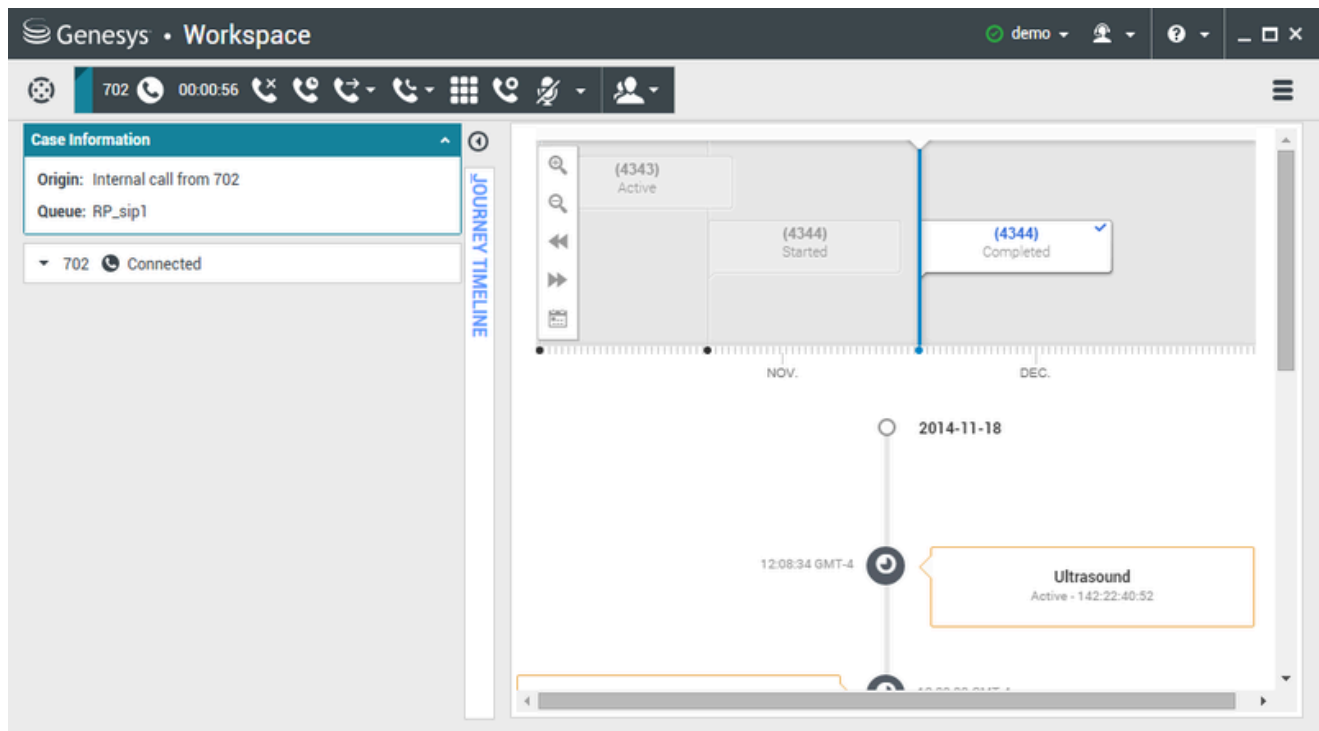 Genesys • Workspace
demo
702 00:00:56
Case Information
Origin: Internal call from 702
Queue: RP_sip1
702 Connected
JOURNEY TIMELINE
(4343)
Active
(4344)
Started
(4344)
Completed
NOV.
DEC.
2014-11-18
12:08:34 GMT-4
Ultrasound
Active - 142:22:40:52